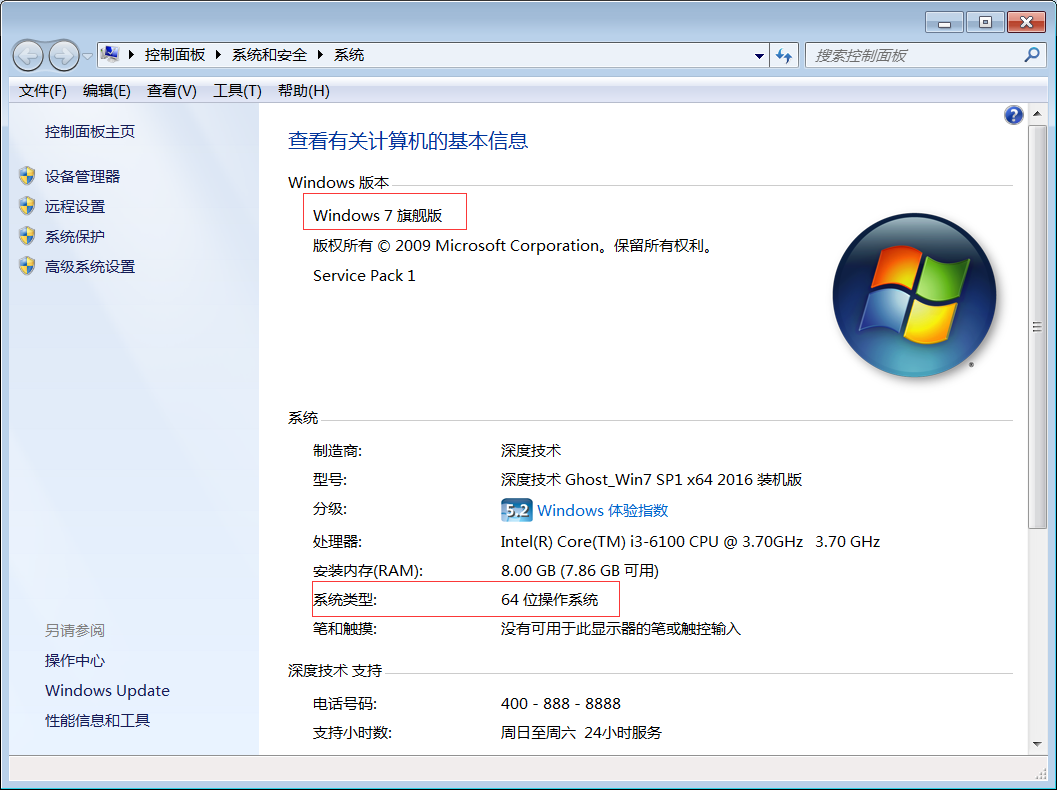 控制面板 系统和安全 系统
搜索控制面板
文件(F) 编辑(E) 查看(V) 工具(T) 帮助(H)
控制面板主页
设备管理器
远程设置
系统保护
高级系统设置
另请参阅
操作中心
Windows Update
性能信息和工具
查看有关计算机的基本信息
Windows 版本
Windows 7 旗舰版
版权所有 © 2009 Microsoft Corporation。保留所有权利。
Service Pack 1
系统
制造商: 深度技术
型号: 深度技术 Ghost_Win7 SP1 x64 2016 装机版
分级: 5.2 Windows 体验指数
处理器: Intel(R) Core(TM) i3-6100 CPU @ 3.70GHz 3.70 GHz
安装内存(RAM): 8.00 GB (7.86 GB 可用)
系统类型: 64 位操作系统
笔和触摸: 没有可用于此显示器的笔或触控输入
深度技术 支持
电话号码: 400 - 888 - 8888
支持小时数: 周日至周六 24小时服务